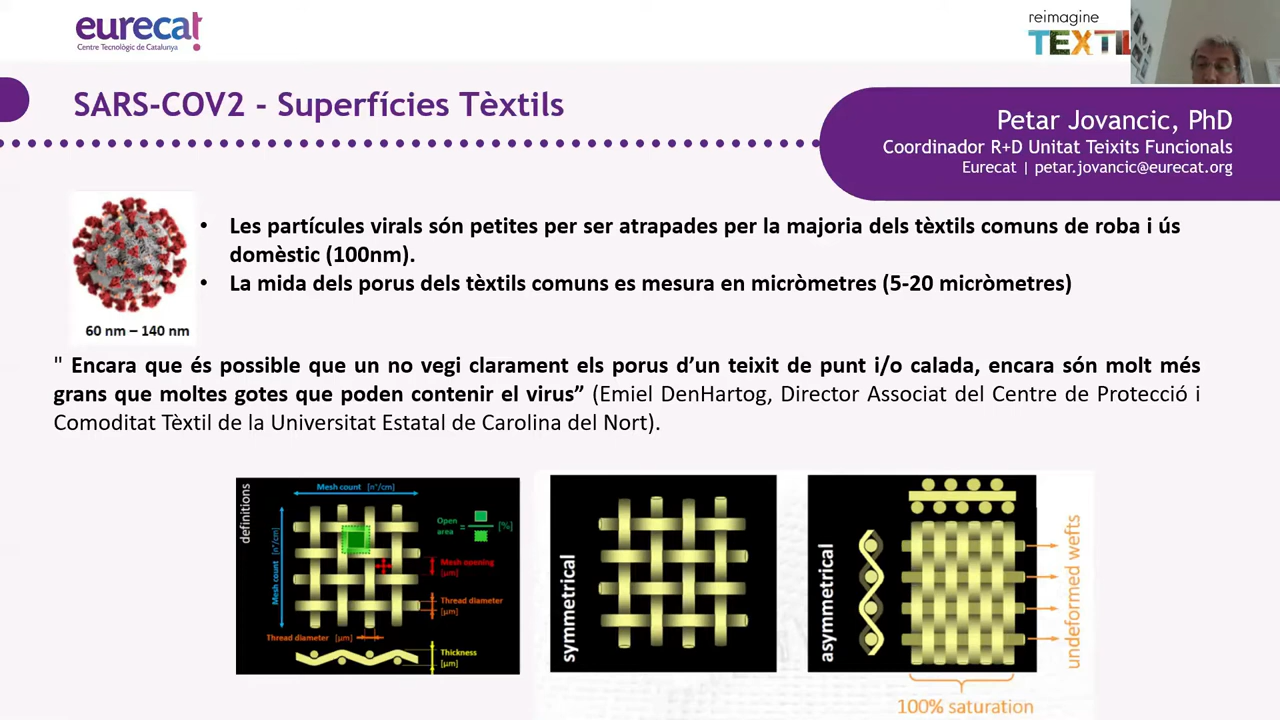 eurecat
Centre Tecnològic de Catalunya
reimagine
TEXTIL
SARS-COV2 - Superfícies Tèxtils
Petar Jovancic, PhD
Coordinador R+D Unitat Teixits Funcionals
Eurecat | petar.jovancic@eurecat.org
• Les partícules virals són petites per ser atrapades per la majoria dels tèxtils comuns de roba i ús
domèstic (100nm).
• La mida dels porus dels tèxtils comuns es mesura en micròmetres (5-20 micròmetres)
60 nm – 140 nm
" Encara que és possible que un no vegi clarament els porus d’un teixit de punt i/o calada, encara són molt més
grans que moltes gotes que poden contenir el virus” (Emiel DenHartog, Director Associat del Centre de Protecció i
Comoditat Tèxtil de la Universitat Estatal de Carolina del Nort).
definitions
Mesh count [n°/cm]
Mesh count [n°/cm]
Open
area = [%]
Mesh opening
[µm]
Thread diameter
[µm]
Thread diameter [µm]
Thickness
[µm]
symmetrical
asymmetrical
undeformed wefts
100% saturation